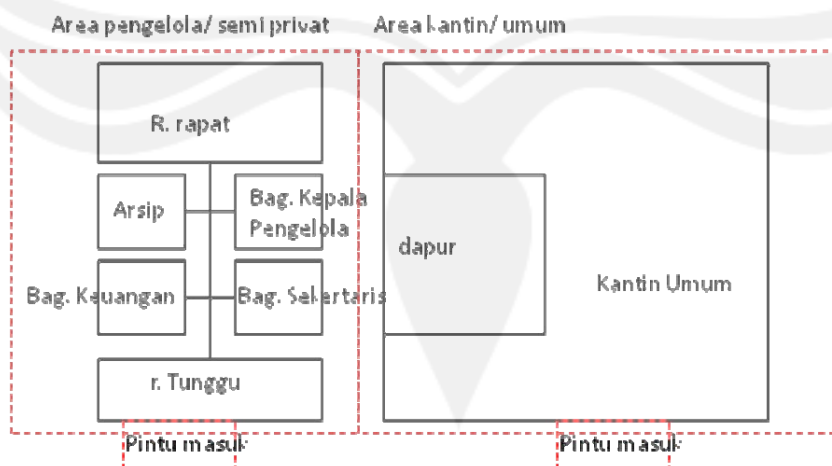 Area pengelola/ semi privat
Area kantin/ umum
R. rapat
Arsip
Bag. Kepala
Pengelola
dapur
Bag. Keuangan
Bag. Sekertaris
Kantin Umum
r. Tunggu
Pintu masuk
Pintu masuk